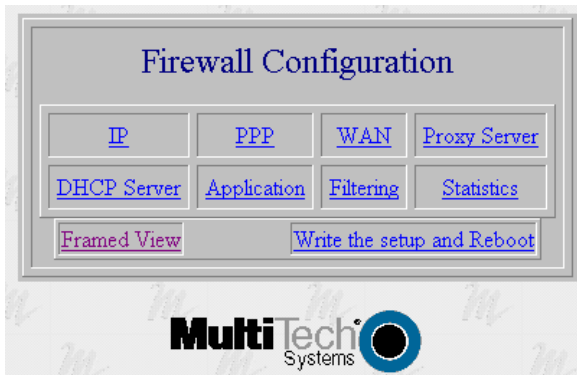 Firewall Configuration
IP PPP WAN Proxy Server
DHCP Server Application Filtering Statistics
Framed View Write the setup and Reboot
MultiTech
Systems